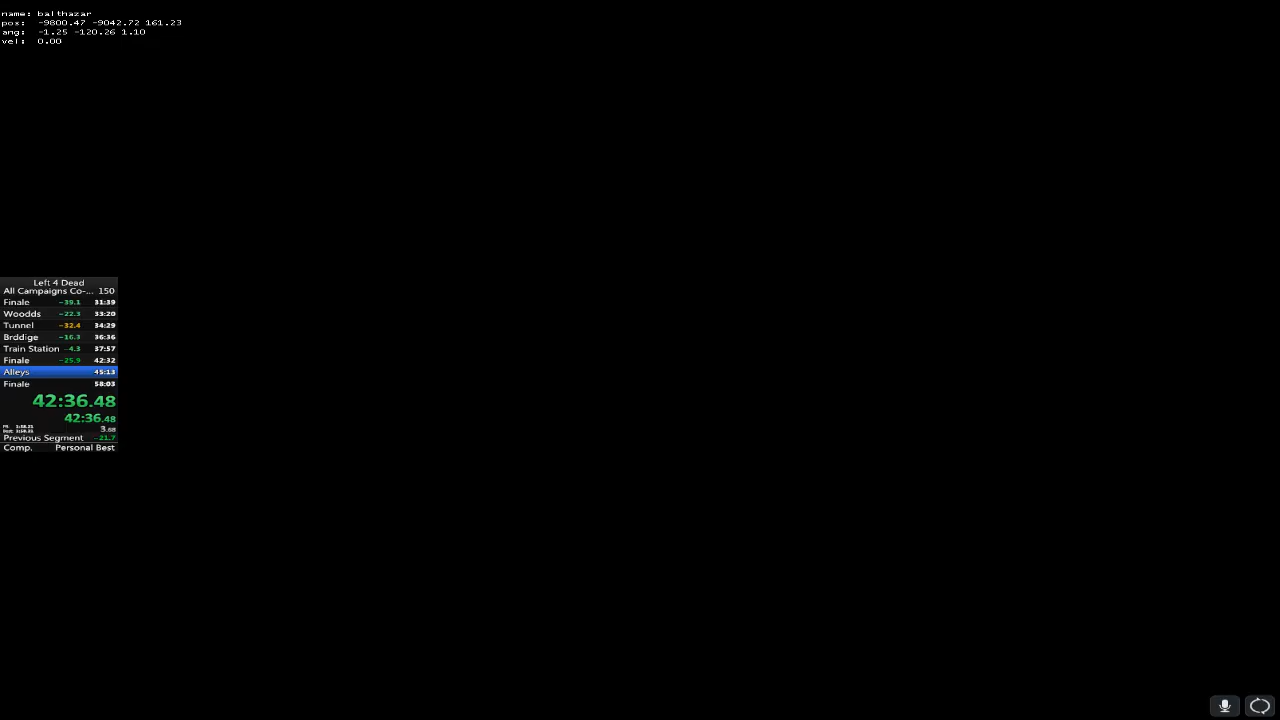 name: balthazar
pos: -9800.47 -9042.72 161.23
ang: -1.25 -120.26 1.10
vel: 0.00
Left 4 Dead
All Campaigns Co-... 150
Finale -39.1 31:39
Woodds -22.3 33:20
Tunnel -32.4 34:29
Brddige -16.3 36:36
Train Station -4.3 37:57
Finale -25.9 42:32
Alleys 45:13
Finale 58:03
42:36.48
42:36.48
3.68
Previous Segment -21.7
Comp. Personal Best